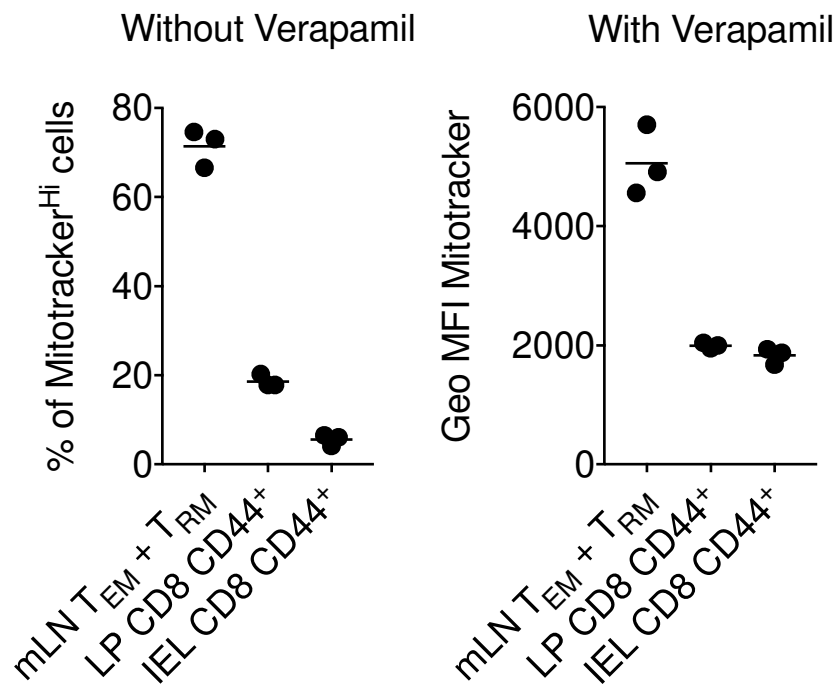 Without Verapamil
% of Mitotracker^Hi cells
80
60
40
20
0
mLN T_EM + T_RM
LP CD8 CD44⁺
IEL CD8 CD44⁺
With Verapamil
Geo MFI Mitotracker
6000
4000
2000
0
mLN T_EM + T_RM
LP CD8 CD44⁺
IEL CD8 CD44⁺